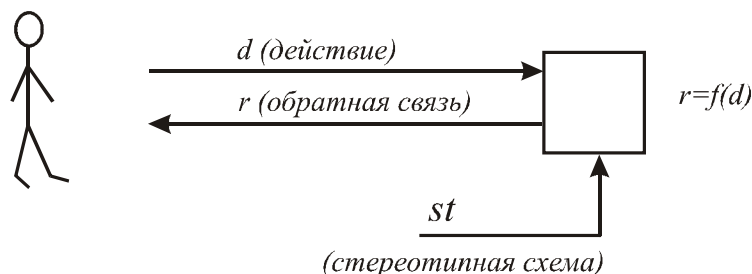 d (действие)
r (обратная связь)
r=f(d)
st
(стереотипная схема)